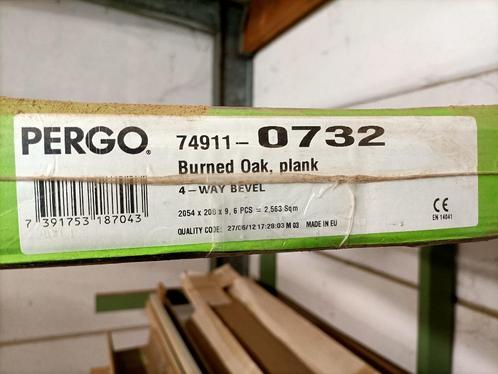 PERGO® 74911-0732
Burned Oak, plank
4-WAY BEVEL
2054 x 208 x 9, 6 PCS = 2,563 Sqm
QUALITY CODE: 27/06/12 17:28:03 M 03 MADE IN EU
7 391753 187043
CE
EN 14041